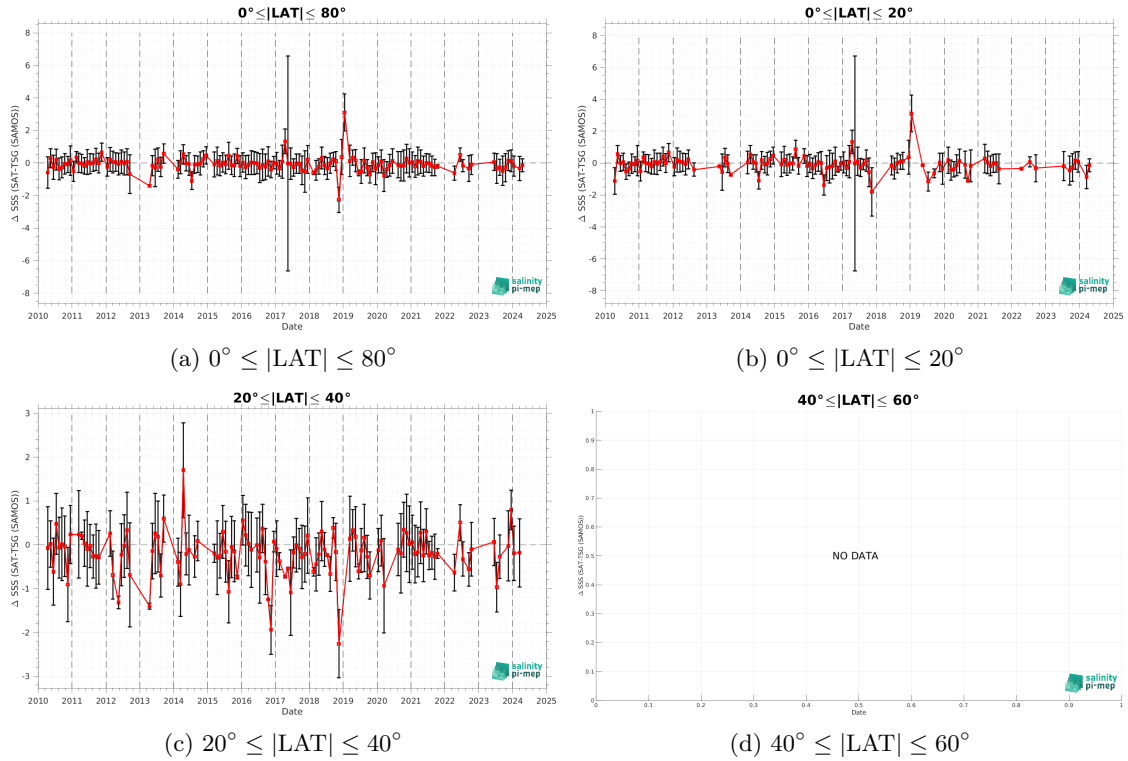 0°≤|LAT|≤ 80°
Δ SSS (SAT-TSG (SAMOS))
8
6
4
2
0
-2
-4
-6
-8
2010 2011 2012 2013 2014 2015 2016 2017 2018 2019 2020 2021 2022 2023 2024 2025
Date
salinity
pi-mep
(a) 0° ≤ |LAT| ≤ 80°
0°≤|LAT|≤ 20°
Δ SSS (SAT-TSG (SAMOS))
8
6
4
2
0
-2
-4
-6
-8
2010 2011 2012 2013 2014 2015 2016 2017 2018 2019 2020 2021 2022 2023 2024 2025
Date
salinity
pi-mep
(b) 0° ≤ |LAT| ≤ 20°
20°≤|LAT|≤ 40°
Δ SSS (SAT-TSG (SAMOS))
3
2
1
0
-1
-2
-3
2010 2011 2012 2013 2014 2015 2016 2017 2018 2019 2020 2021 2022 2023 2024 2025
Date
salinity
pi-mep
(c) 20° ≤ |LAT| ≤ 40°
40°≤|LAT|≤ 60°
Δ SSS (SAT-TSG (SAMOS))
1
0.9
0.8
0.7
0.6
0.5
0.4
0.3
0.2
0.1
0
NO DATA
0 0.1 0.2 0.3 0.4 0.5 0.6 0.7 0.8 0.9 1
Date
salinity
pi-mep
(d) 40° ≤ |LAT| ≤ 60°